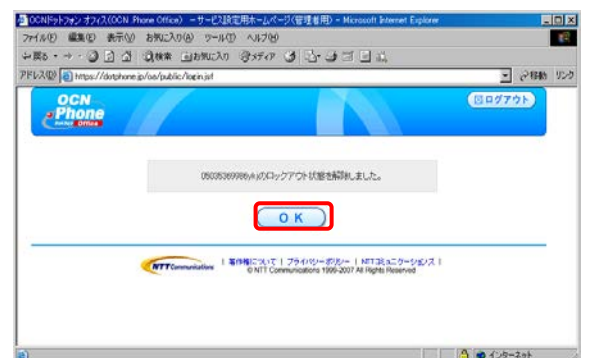 OCNドットフォン オフィス(OCN .Phone Office) －サービス設定用ホームページ(管理者用) - Microsoft Internet Explorer
ファイル(F) 編集(E) 表示(V) お気に入り(A) ツール(T) ヘルプ(H)
戻る 検索 お気に入り メディア
アドレス(D) https://dotphone.jp/oa/public/login.jsf 移動 リンク
OCN
.Phone
Office
ログアウト
のロックアウト状態を解除しました。
OK
NTT Communications | 著作権について | プライバシーポリシー | NTTコミュニケーションズ |
© NTT Communications 1999-2007 All Rights Reserved
インターネット